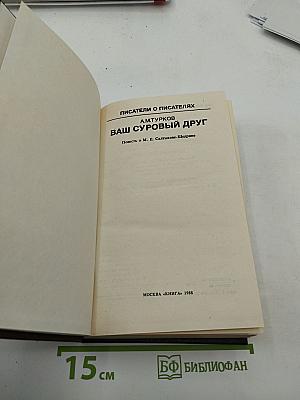 ПИСАТЕЛИ О ПИСАТЕЛЯХ
А.М.ТУРКОВ
ВАШ СУРОВЫЙ ДРУГ
Повесть о М. Е. Салтыкове-Щедрине
МОСКВА «КНИГА» 1988
15 см
БФ БИБЛИОФАН